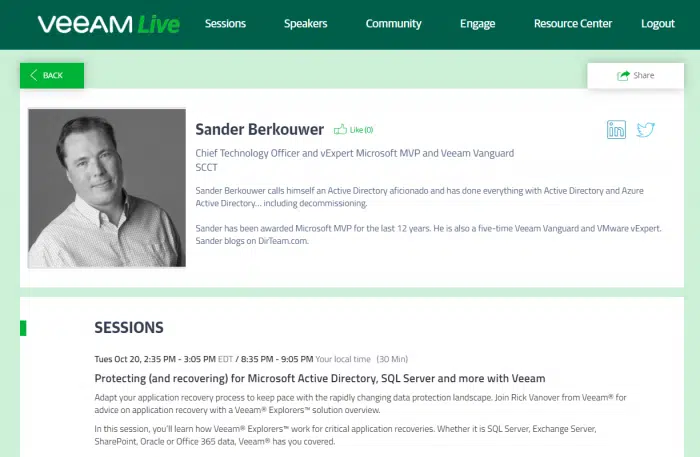 veeam Live
Sessions
Speakers
Community
Engage
Resource Center
Logout
BACK
Share
Sander Berkouwer
Like (0)
in
Chief Technology Officer and vExpert Microsoft MVP and Veeam Vanguard
SCCT
Sander Berkouwer calls himself an Active Directory aficionado and has done everything with Active Directory and Azure
Active Directory... including decommissioning.
Sander has been awarded Microsoft MVP for the last 12 years. He is also a five-time Veeam Vanguard and VMware vExpert.
Sander blogs on DirTeam.com.
SESSIONS
Tues Oct 20, 2:35 PM - 3:05 PM EDT / 8:35 PM - 9:05 PM Your local time (30 Min)
Protecting (and recovering) for Microsoft Active Directory, SQL Server and more with Veeam
Adapt your application recovery process to keep pace with the rapidly changing data protection landscape. Join Rick Vanover from Veeam® for
advice on application recovery with a Veeam® Explorers™ solution overview.
In this session, you'll learn how Veeam® Explorers™ work for critical application recoveries. Whether it is SQL Server, Exchange Server,
SharePoint, Oracle or Office 365 data, Veeam® has you covered.